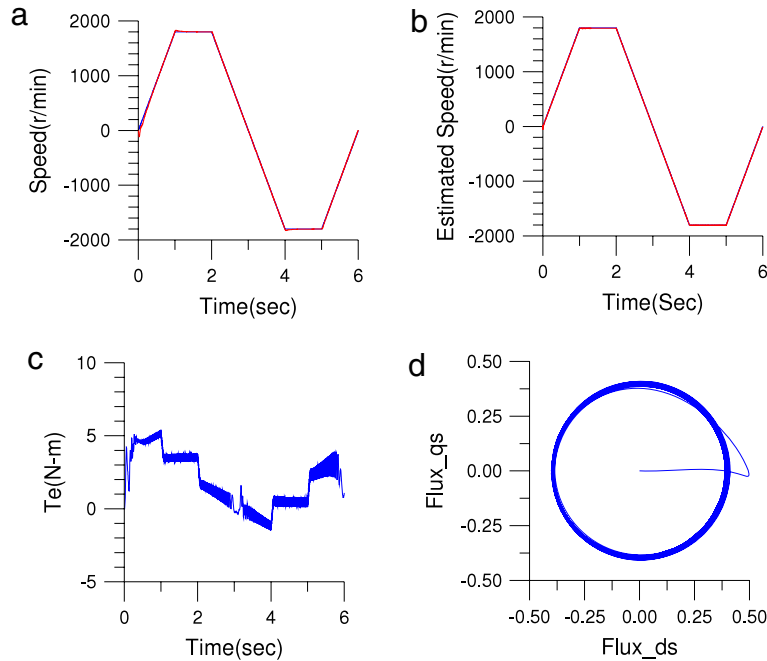 a
2000
1000
0
-1000
-2000
Speed(r/min)
0 2 4 6
Time(sec)
b
2000
1000
0
-1000
-2000
Estimated Speed(r/min)
0 2 4 6
Time(Sec)
c
10
5
0
-5
Te(N-m)
0 2 4 6
Time(sec)
d
0.50
0.25
0.00
-0.25
-0.50
Flux_qs
-0.50 -0.25 0.00 0.25 0.50
Flux_ds